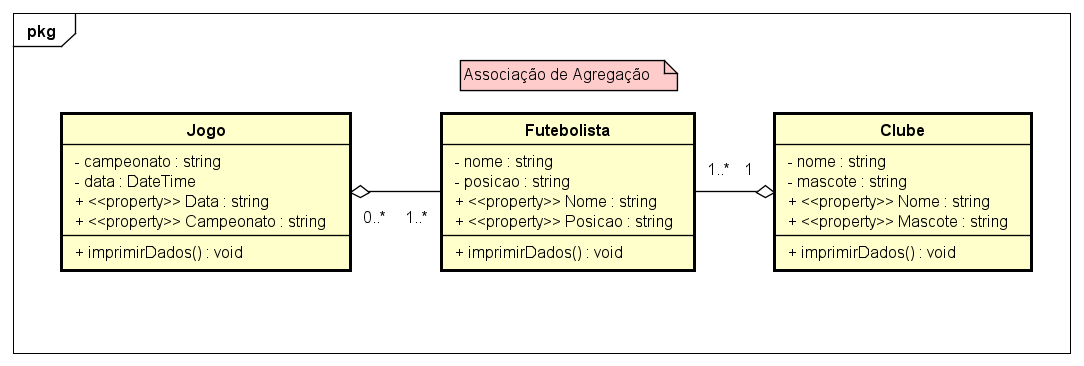 pkg
Associação de Agregação
Jogo
- campeonato : string
- data : DateTime
+ <<property>> Data : string
+ <<property>> Campeonato : string
+ imprimirDados() : void
0..* 1..*
Futebolista
- nome : string
- posicao : string
+ <<property>> Nome : string
+ <<property>> Posicao : string
+ imprimirDados() : void
1..* 1
Clube
- nome : string
- mascote : string
+ <<property>> Nome : string
+ <<property>> Mascote : string
+ imprimirDados() : void